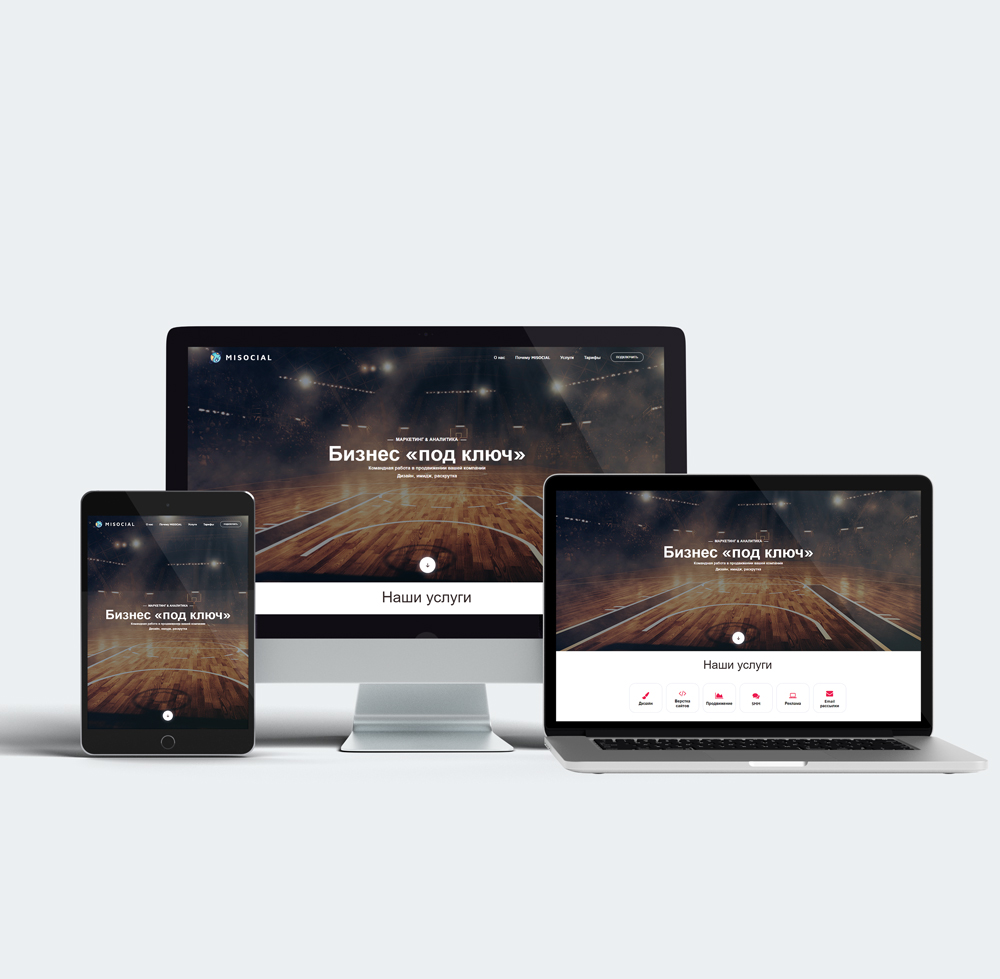 MISOCIAL
О нас Почему MISOCIAL Услуги Тарифы ПОДКЛЮЧИТЬ
МАРКЕТИНГ & АНАЛИТИКА
Бизнес «под ключ»
Командная работа в продвижении вашей компании
Дизайн, имидж, раскрутка
Наши услуги
MISOCIAL
О нас Почему MISOCIAL Услуги Тарифы ПОДКЛЮЧИТЬ
МАРКЕТИНГ & АНАЛИТИКА
Бизнес «под ключ»
Командная работа в продвижении вашей компании
Дизайн, имидж, раскрутка
МАРКЕТИНГ & АНАЛИТИКА
Бизнес «под ключ»
Командная работа в продвижении вашей компании
Дизайн, имидж, раскрутка
Наши услуги
Дизайн Верстка сайтов Продвижение SMM Реклама Email рассылки